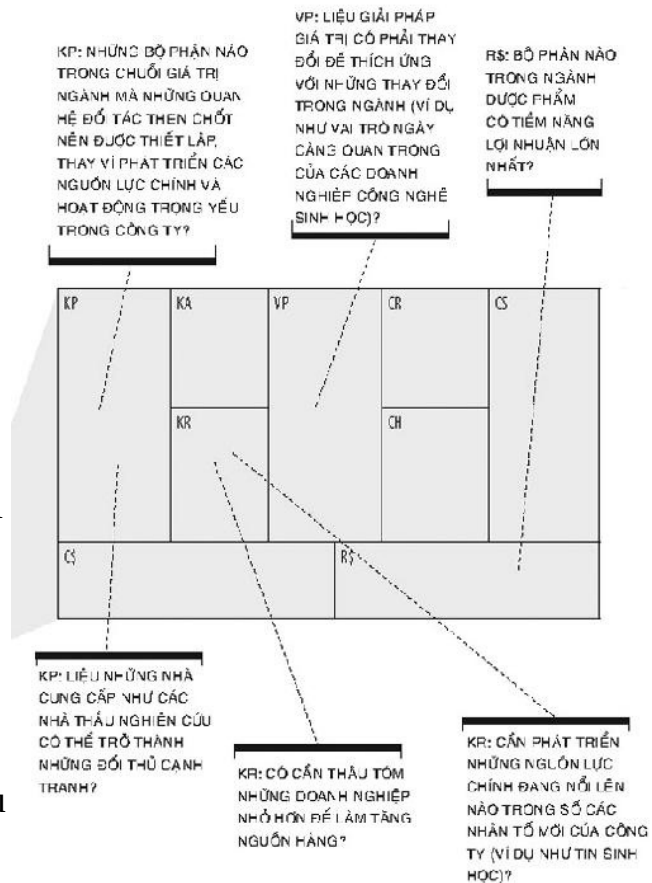 KP: NHỮNG BỘ PHẬN NÀO
TRONG CHUỖI GIÁ TRỊ
NGÀNH MÀ NHỮNG QUAN
HỆ ĐỐI TÁC THEN CHỐT
NÊN ĐƯỢC THIẾT LẬP,
THAY VÌ PHÁT TRIỂN CÁC
NGUỒN LỰC CHÍNH VÀ
HOẠT ĐỘNG TRỌNG YẾU
TRONG CÔNG TY?
VP: LIỆU GIẢI PHÁP
GIÁ TRỊ CÓ PHẢI THAY
ĐỔI ĐỂ THÍCH ỨNG
VỚI NHỮNG THAY ĐỔI
TRONG NGÀNH (VÍ DỤ
NHƯ VAI TRÒ NGÀY
CÀNG QUAN TRỌNG
CỦA CÁC DOANH
NGHIỆP CÔNG NGHỆ
SINH HỌC)?
R$: BỘ PHẬN NÀO
TRONG NGÀNH
DƯỢC PHẨM
CÓ TIỀM NĂNG
LỢI NHUẬN LỚN
NHẤT?
KP
KA
VP
CR
CS
KR
CH
C$
R$
KP: LIỆU NHỮNG NHÀ
CUNG CẤP NHƯ CÁC
NHÀ THẦU NGHIÊN CỨU
CÓ THỂ TRỞ THÀNH
NHỮNG ĐỐI THỦ CẠNH
TRANH?
KR: CÓ CẦN THÂU TÓM
NHỮNG DOANH NGHIỆP
NHỎ HƠN ĐỂ LÀM TĂNG
NGUỒN HÀNG?
KR: CẦN PHÁT TRIỂN
NHỮNG NGUỒN LỰC
CHÍNH ĐANG NỔI LÊN
NÀO TRONG SỐ CÁC
NHÂN TỐ MỚI CỦA CÔNG
TY (VÍ DỤ NHƯ TIN SINH
HỌC)?